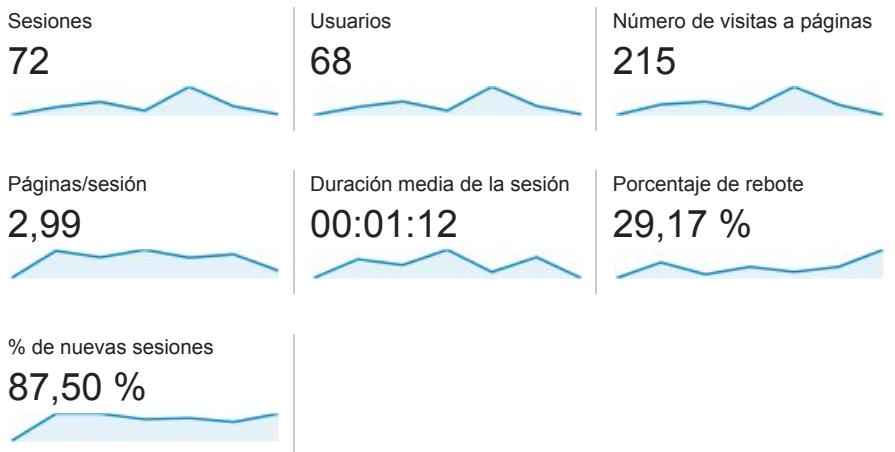 Sesiones
72
Usuarios
68
Número de visitas a páginas
215
Páginas/sesión
2,99
Duración media de la sesión
00:01:12
Porcentaje de rebote
29,17 %
% de nuevas sesiones
87,50 %